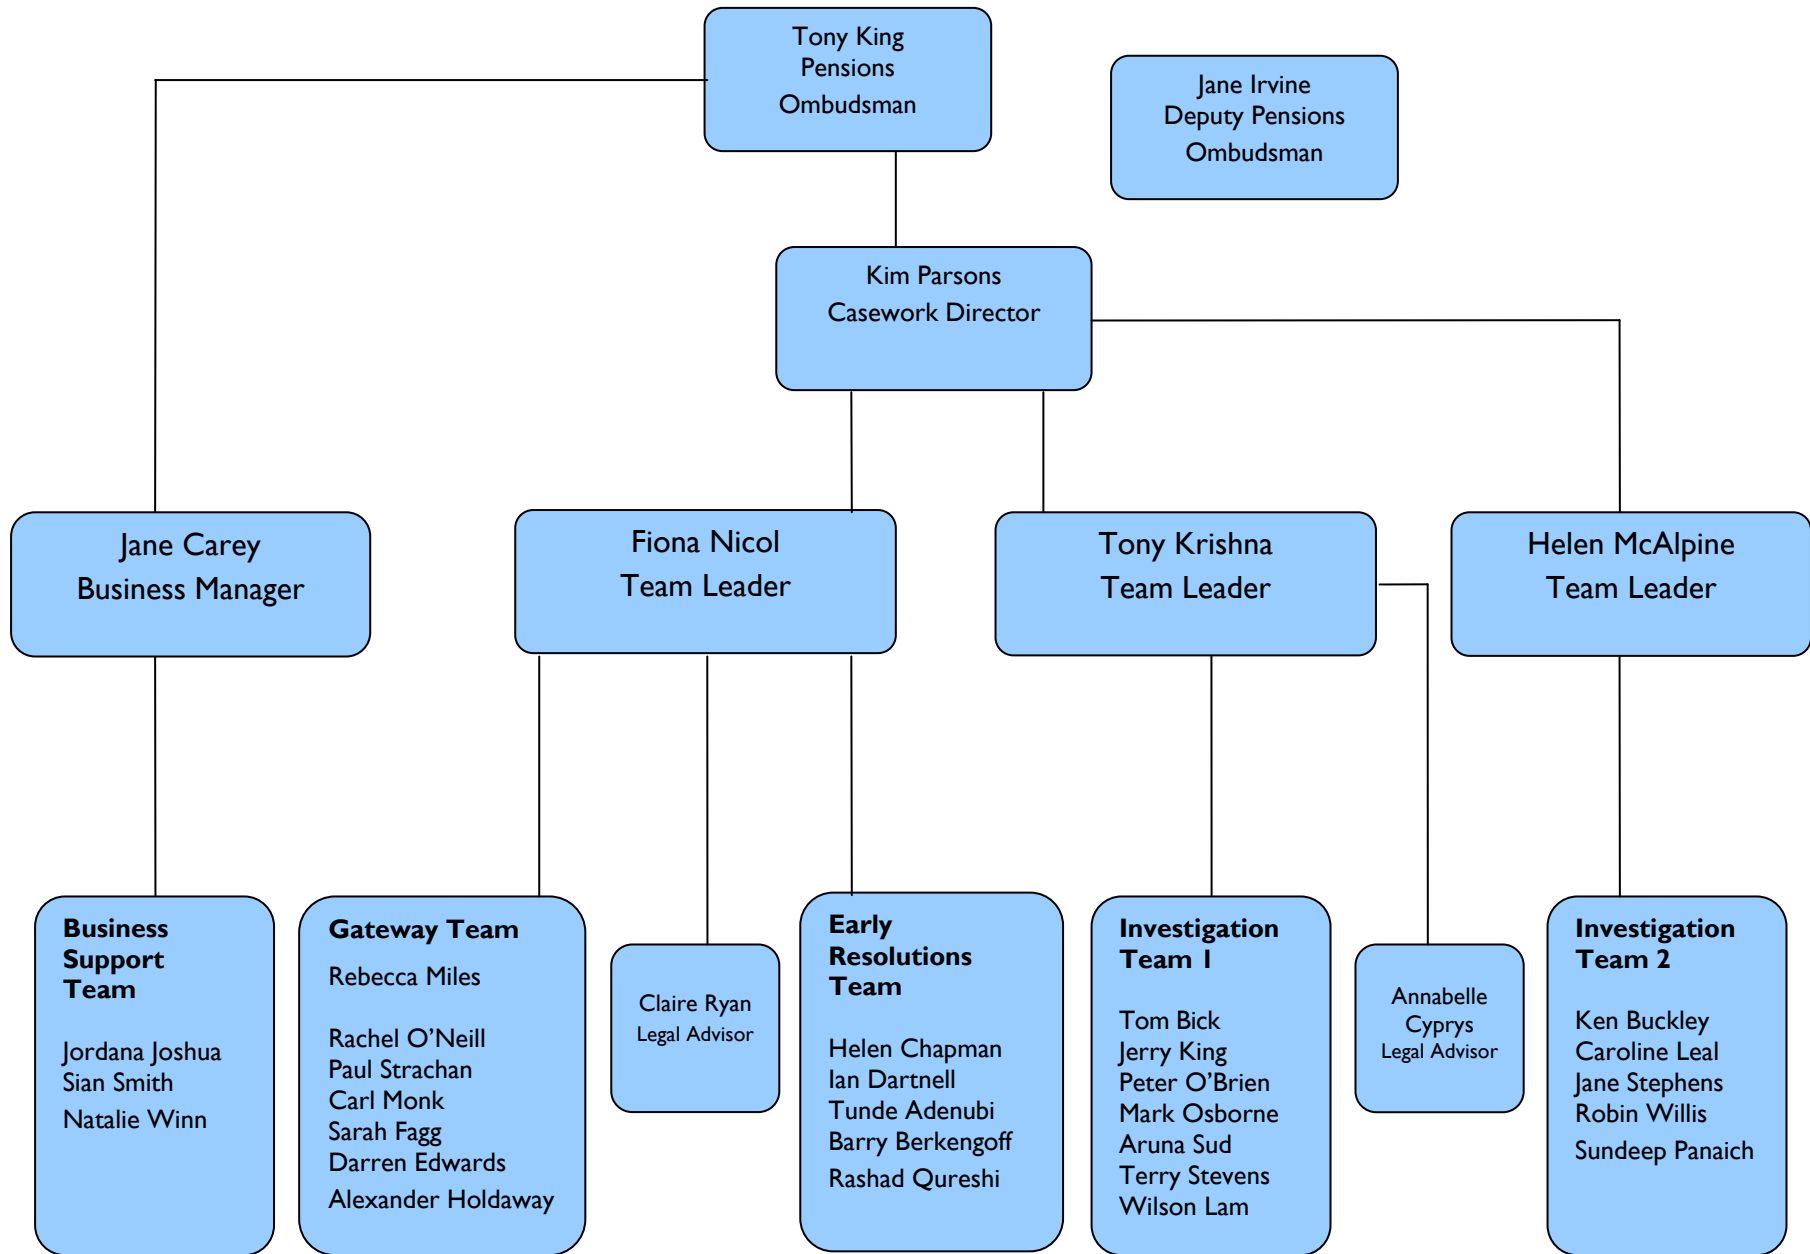 Tony King
Pensions
Ombudsman
Jane Irvine
Deputy Pensions
Ombudsman
Kim Parsons
Casework Director
Jane Carey
Business Manager
Fiona Nicol
Team Leader
Tony Krishna
Team Leader
Helen McAlpine
Team Leader
Business
Support
Team
Jordana Joshua
Sian Smith
Natalie Winn
Gateway Team
Rebecca Miles
Rachel O’Neill
Paul Strachan
Carl Monk
Sarah Fagg
Darren Edwards
Alexander Holdaway
Claire Ryan
Legal Advisor
Early
Resolutions
Team
Helen Chapman
Ian Dartnell
Tunde Adenubi
Barry Berkengoff
Rashad Qureshi
Investigation
Team 1
Tom Bick
Jerry King
Peter O’Brien
Mark Osborne
Aruna Sud
Terry Stevens
Wilson Lam
Annabelle
Cyprys
Legal Advisor
Investigation
Team 2
Ken Buckley
Caroline Leal
Jane Stephens
Robin Willis
Sundeep Panaich